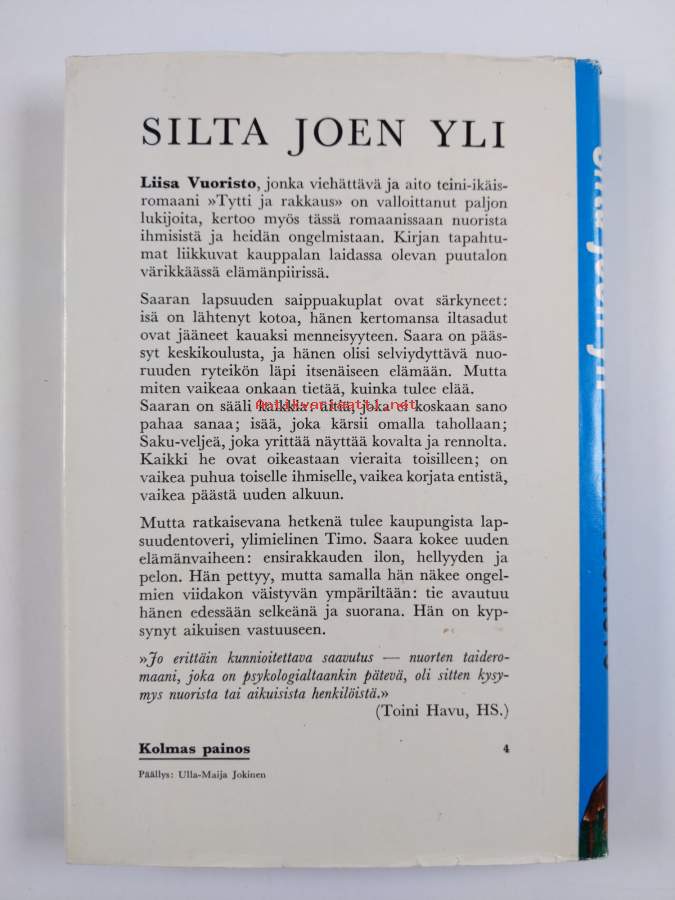 SILTA JOEN YLI
Liisa Vuoristo, jonka viehättävä ja aito teini-ikäis-
romaani »Tytti ja rakkaus» on valloittanut paljon
lukijoita, kertoo myös tässä romaanissaan nuorista
ihmisistä ja heidän ongelmistaan. Kirjan tapahtu-
mat liikkuvat kauppalan laidassa olevan puutalon
värikkäässä elämänpiirissä.
Saaran lapsuuden saippuakuplat ovat särkyneet:
isä on lähtenyt kotoa, hänen kertomansa iltasadut
ovat jääneet kauaksi menneisyyteen. Saara on pääs-
syt keskikoulusta, ja hänen olisi selviydyttävä nuo-
ruuden ryteikön läpi itsenäiseen elämään. Mutta
miten vaikeaa onkaan tietää, kuinka tulee elää.
Saaran on sääli kaikkia: äitiä, joka ei koskaan sano
pahaa sanaa; isää, joka kärsii omalla tahollaan;
Saku-veljeä, joka yrittää näyttää kovalta ja rennolta.
Kaikki he ovat oikeastaan vieraita toisilleen; on
vaikea puhua toiselle ihmiselle, vaikea korjata entistä,
vaikea päästä uuden alkuun.
Mutta ratkaisevana hetkenä tulee kaupungista lap-
suudentoveri, ylimielinen Timo. Saara kokee uuden
elämänvaiheen: ensirakkauden ilon, hellyyden ja
pelon. Hän pettyy, mutta samalla hän näkee ongel-
mien viidakon väistyvän ympäriltään: tie avautuu
hänen edessään selkeänä ja suorana. Hän on kyp-
synyt aikuisen vastuuseen.
»Jo erittäin kunnioitettava saavutus — nuorten taidero-
maani, joka on psykologialtaankin pätevä, oli sitten kysy-
mys nuorista tai aikuisista henkilöistä.»
(Toini Havu, HS.)
Kolmas painos 4
Päällys: Ulla-Maija Jokinen
Silta joen yli